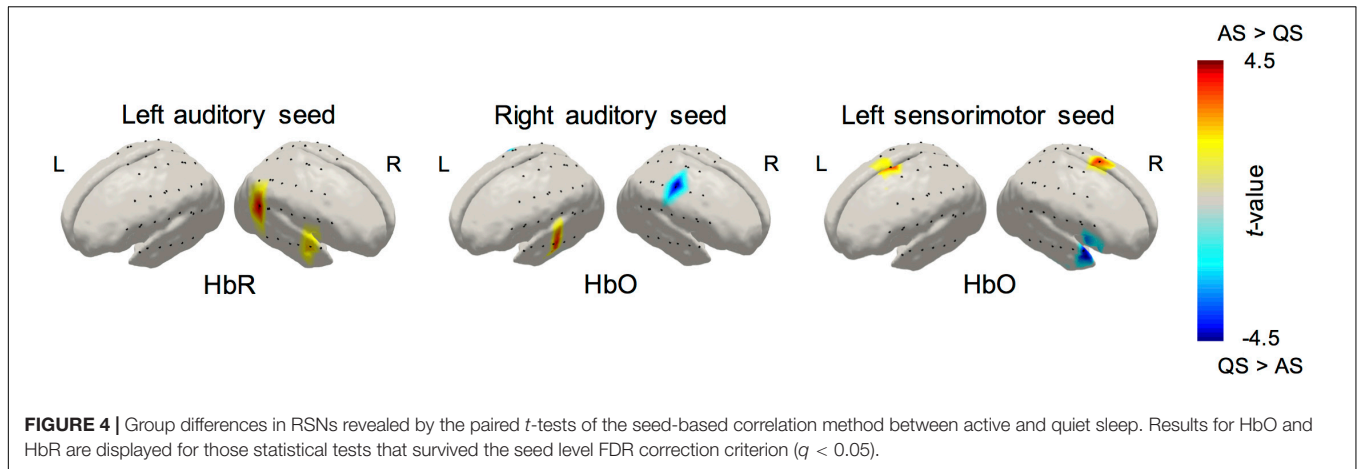 AS > QS
4.5
Left auditory seed
Right auditory seed
Left sensorimotor seed
L
R
L
R
L
R
t-value
HbR
HbO
HbO
-4.5
QS > AS
FIGURE 4 | Group differences in RSNs revealed by the paired t-tests of the seed-based correlation method between active and quiet sleep. Results for HbO and
HbR are displayed for those statistical tests that survived the seed level FDR correction criterion (q < 0.05).